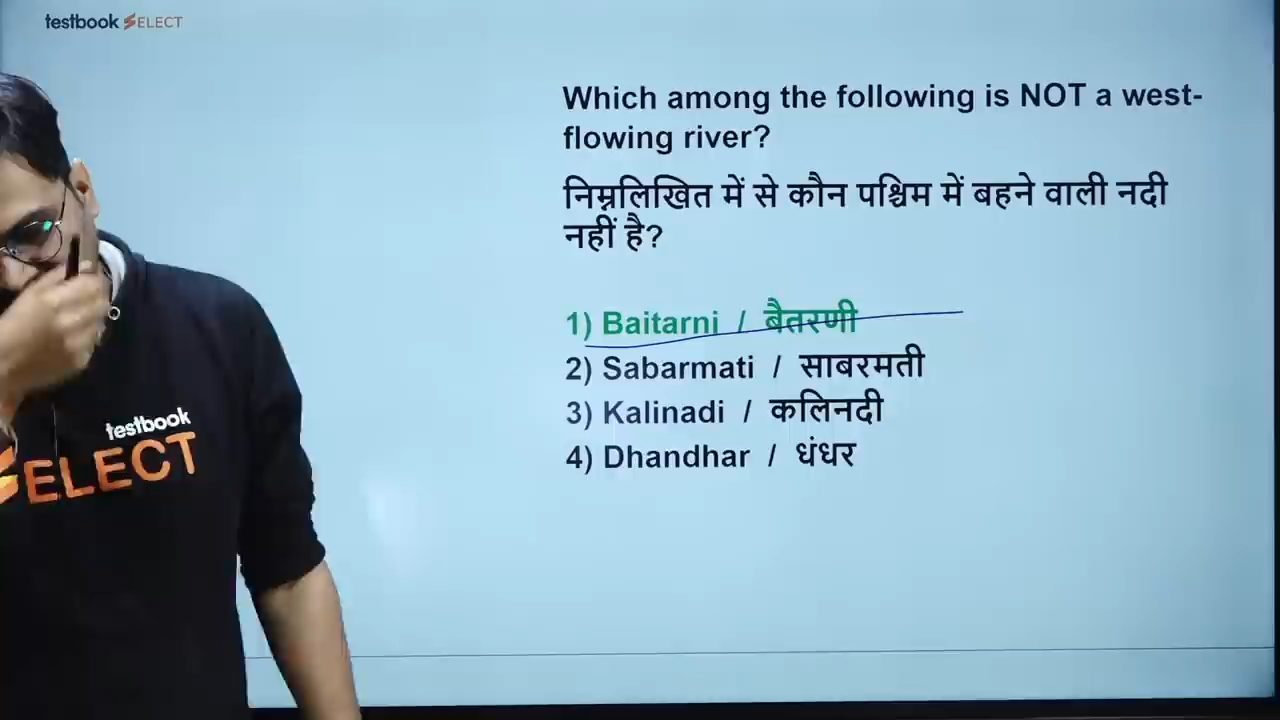 testbook SELECT
Which among the following is NOT a west-
flowing river?
निम्नलिखित में से कौन पश्चिम में बहने वाली नदी
नहीं है?
1) Baitarni / बैतरणी
2) Sabarmati / साबरमती
3) Kalinadi / कलिनदी
4) Dhandhar / धंधर
testbook
SELECT